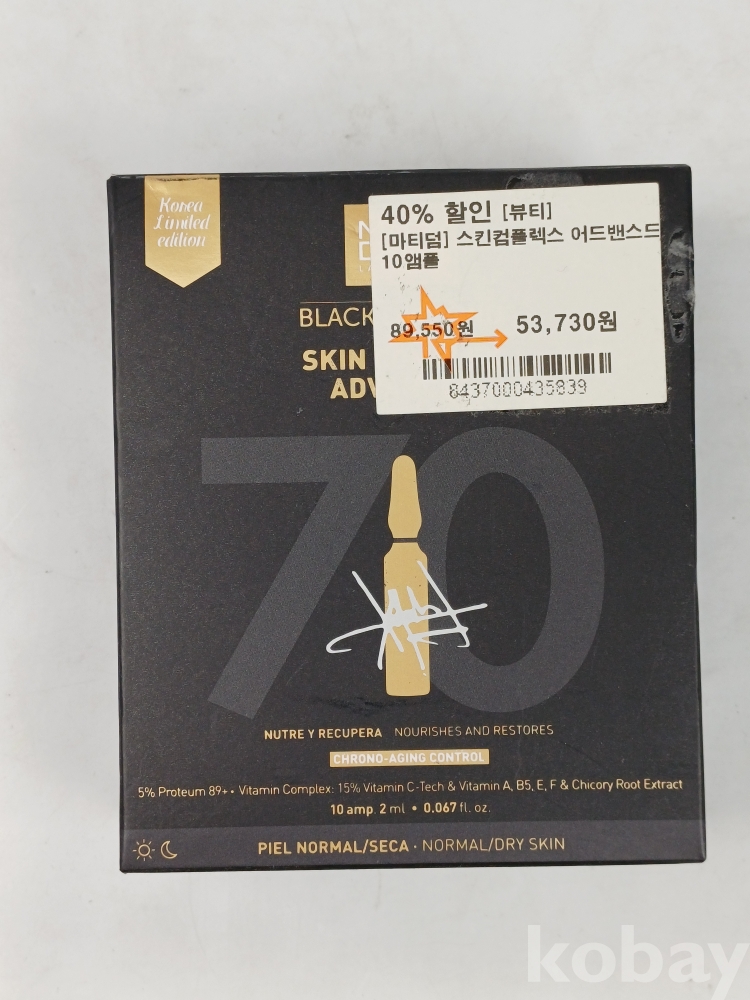 Korea
Limited
edition
40% 할인 [뷰티]
[마티덤] 스킨컴플렉스 어드밴스드
10앰플
89,550원 53,730원
8437000435839
BLACK
SKIN
ADV
70
NUTRE Y RECUPERA NOURISHES AND RESTORES
CHRONO-AGING CONTROL
5% Proteum 89+ • Vitamin Complex: 15% Vitamin C-Tech & Vitamin A, B5, E, F & Chicory Root Extract
10 amp. 2 ml • 0.067 fl. oz.
PIEL NORMAL/SECA · NORMAL/DRY SKIN
kobay